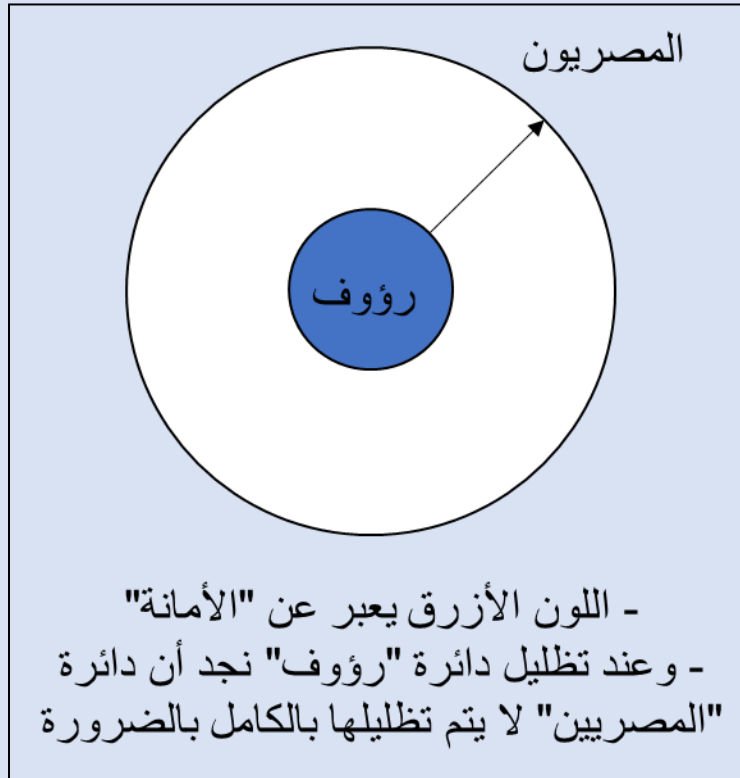 المصريون
رؤوف
- اللون الأزرق يعبر عن "الأمانة"
- وعند تظليل دائرة "رؤوف" نجد أن دائرة
"المصريين" لا يتم تظليلها بالكامل بالضرورة